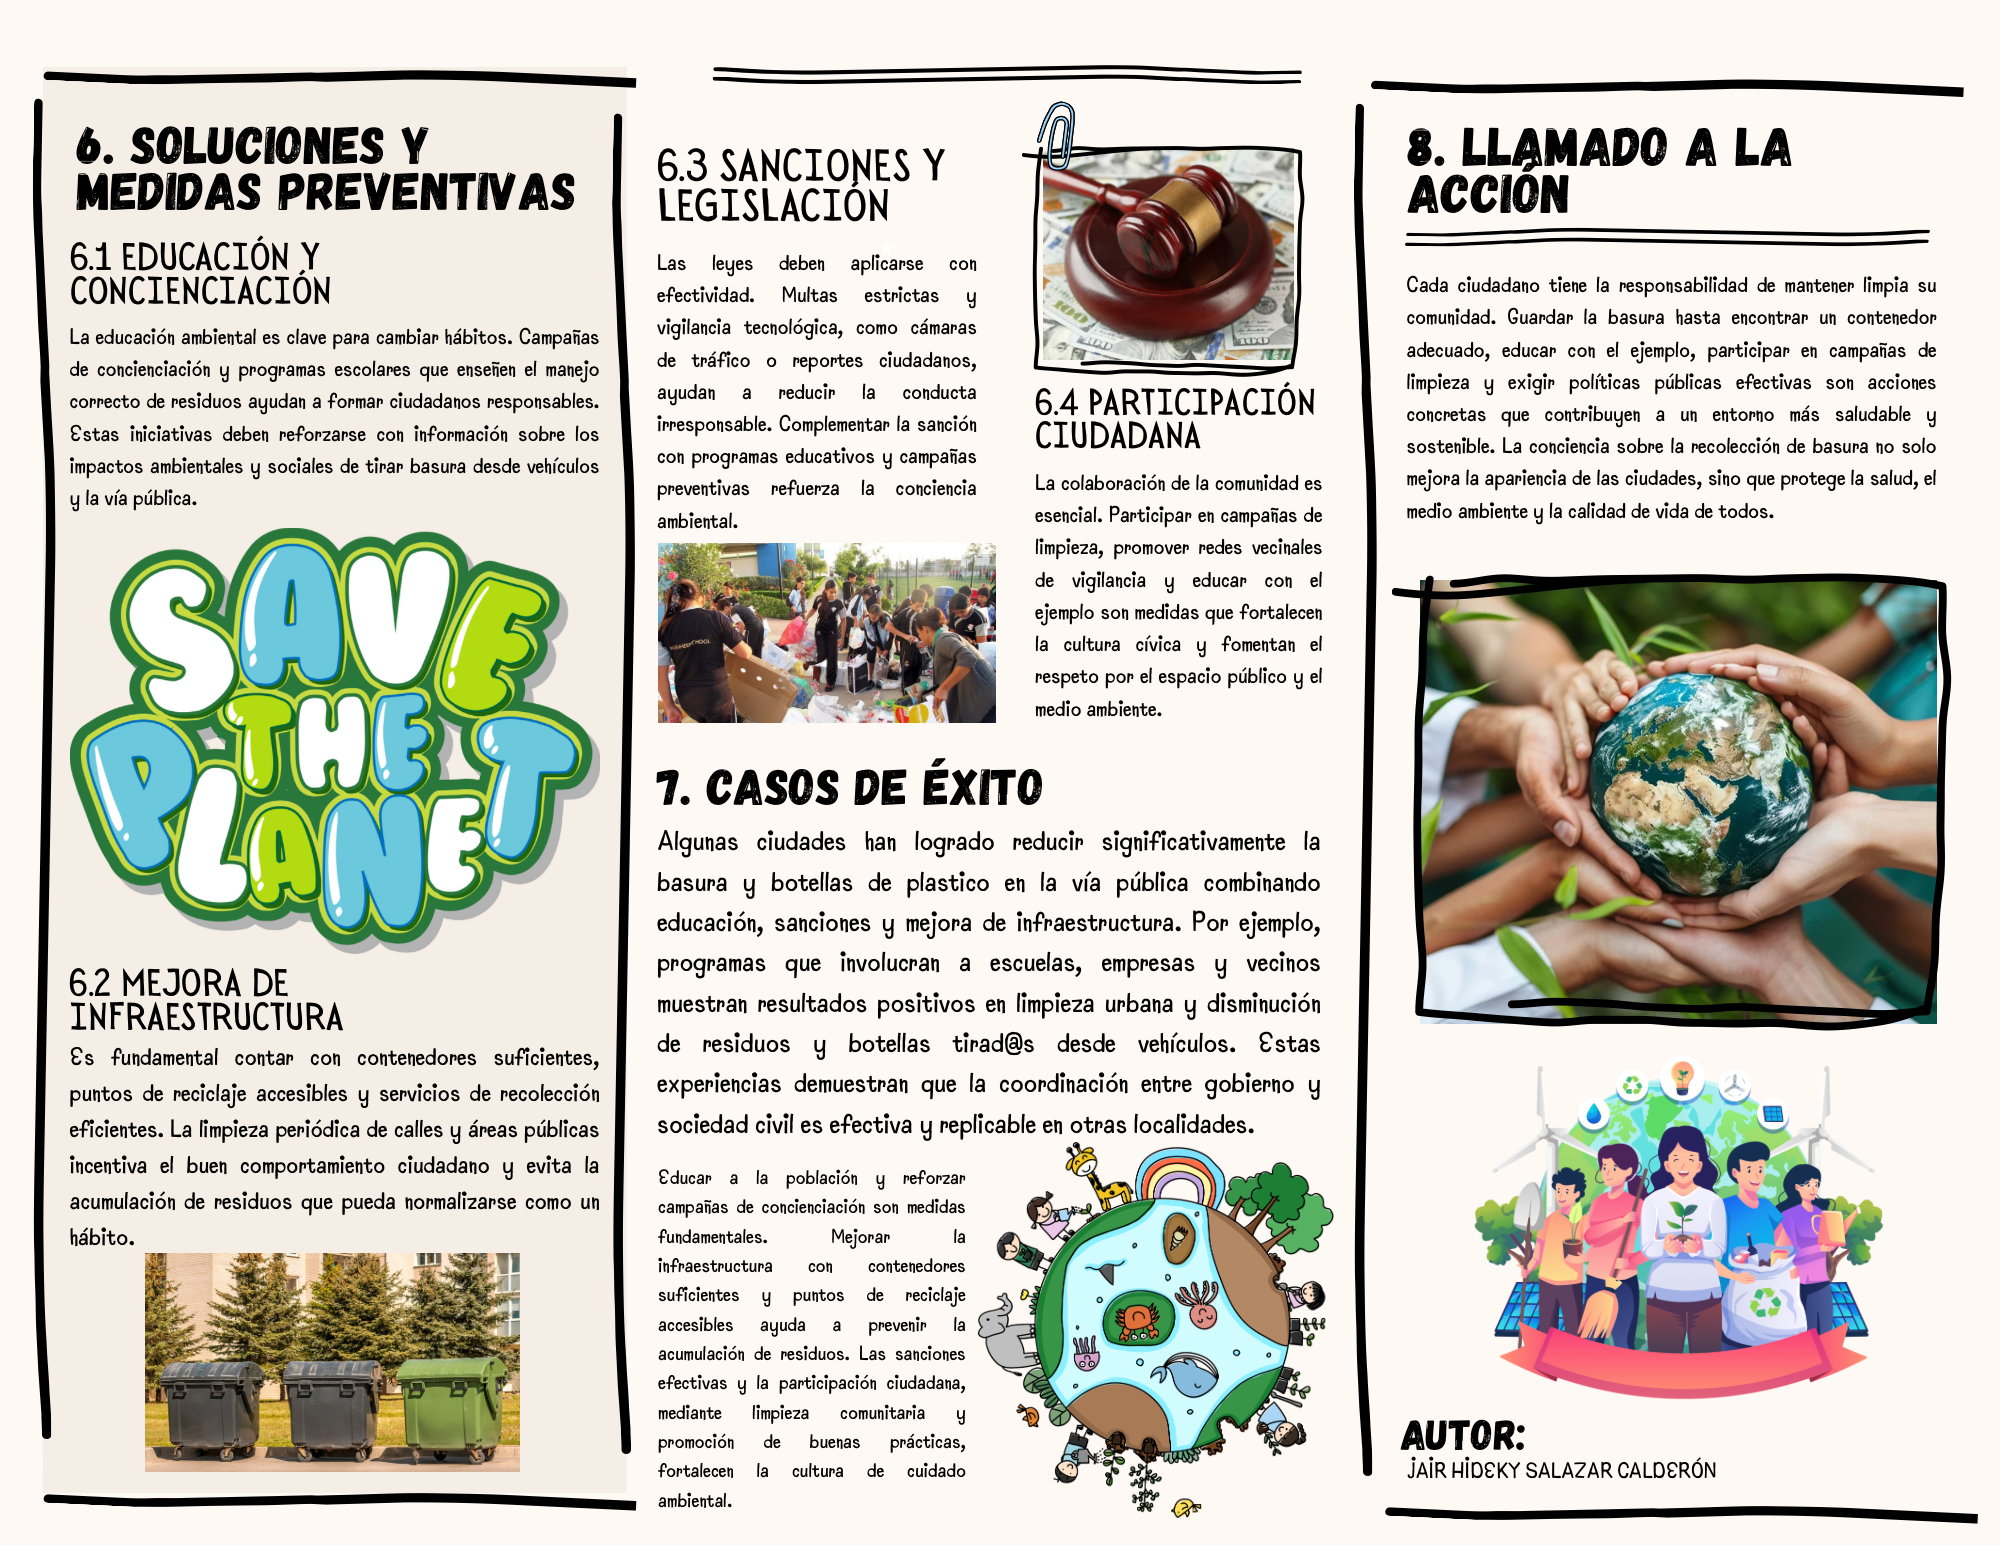 6. SOLUCIONES Y
MEDIDAS PREVENTIVAS
6.1 EDUCACIÓN Y
CONCIENCIACIÓN
La educación ambiental es clave para cambiar hábitos. Campañas
de concienciación y programas escolares que enseñen el manejo
correcto de residuos ayudan a formar ciudadanos responsables.
Estas iniciativas deben reforzarse con información sobre los
impactos ambientales y sociales de tirar basura desde vehículos
y la vía pública.
SAVE
THE
PLANET
6.2 MEJORA DE
INFRAESTRUCTURA
Es fundamental contar con contenedores suficientes,
puntos de reciclaje accesibles y servicios de recolección
eficientes. La limpieza periódica de calles y áreas públicas
incentiva el buen comportamiento ciudadano y evita la
acumulación de residuos que pueda normalizarse como un
hábito.
6.3 SANCIONES Y
LEGISLACIÓN
Las leyes deben aplicarse con
efectividad. Multas estrictas y
vigilancia tecnológica, como cámaras
de tráfico o reportes ciudadanos,
ayudan a reducir la conducta
irresponsable. Complementar la sanción
con programas educativos y campañas
preventivas refuerza la conciencia
ambiental.
100
100
6.4 PARTICIPACIÓN
CIUDADANA
La colaboración de la comunidad es
esencial. Participar en campañas de
limpieza, promover redes vecinales
de vigilancia y educar con el
ejemplo son medidas que fortalecen
la cultura cívica y fomentan el
respeto por el espacio público y el
medio ambiente.
7. CASOS DE ÉXITO
Algunas ciudades han logrado reducir significativamente la
basura y botellas de plastico en la vía pública combinando
educación, sanciones y mejora de infraestructura. Por ejemplo,
programas que involucran a escuelas, empresas y vecinos
muestran resultados positivos en limpieza urbana y disminución
de residuos y botellas tirad@s desde vehículos. Estas
experiencias demuestran que la coordinación entre gobierno y
sociedad civil es efectiva y replicable en otras localidades.
Educar a la población y reforzar
campañas de concienciación son medidas
fundamentales. Mejorar la
infraestructura con contenedores
suficientes y puntos de reciclaje
accesibles ayuda a prevenir la
acumulación de residuos. Las sanciones
efectivas y la participación ciudadana,
mediante limpieza comunitaria y
promoción de buenas prácticas,
fortalecen la cultura de cuidado
ambiental.
8. LLAMADO A LA
ACCIÓN
Cada ciudadano tiene la responsabilidad de mantener limpia su
comunidad. Guardar la basura hasta encontrar un contenedor
adecuado, educar con el ejemplo, participar en campañas de
limpieza y exigir políticas públicas efectivas son acciones
concretas que contribuyen a un entorno más saludable y
sostenible. La conciencia sobre la recolección de basura no solo
mejora la apariencia de las ciudades, sino que protege la salud, el
medio ambiente y la calidad de vida de todos.
AUTOR:
JAIR HIDEKY SALAZAR CALDERÓN